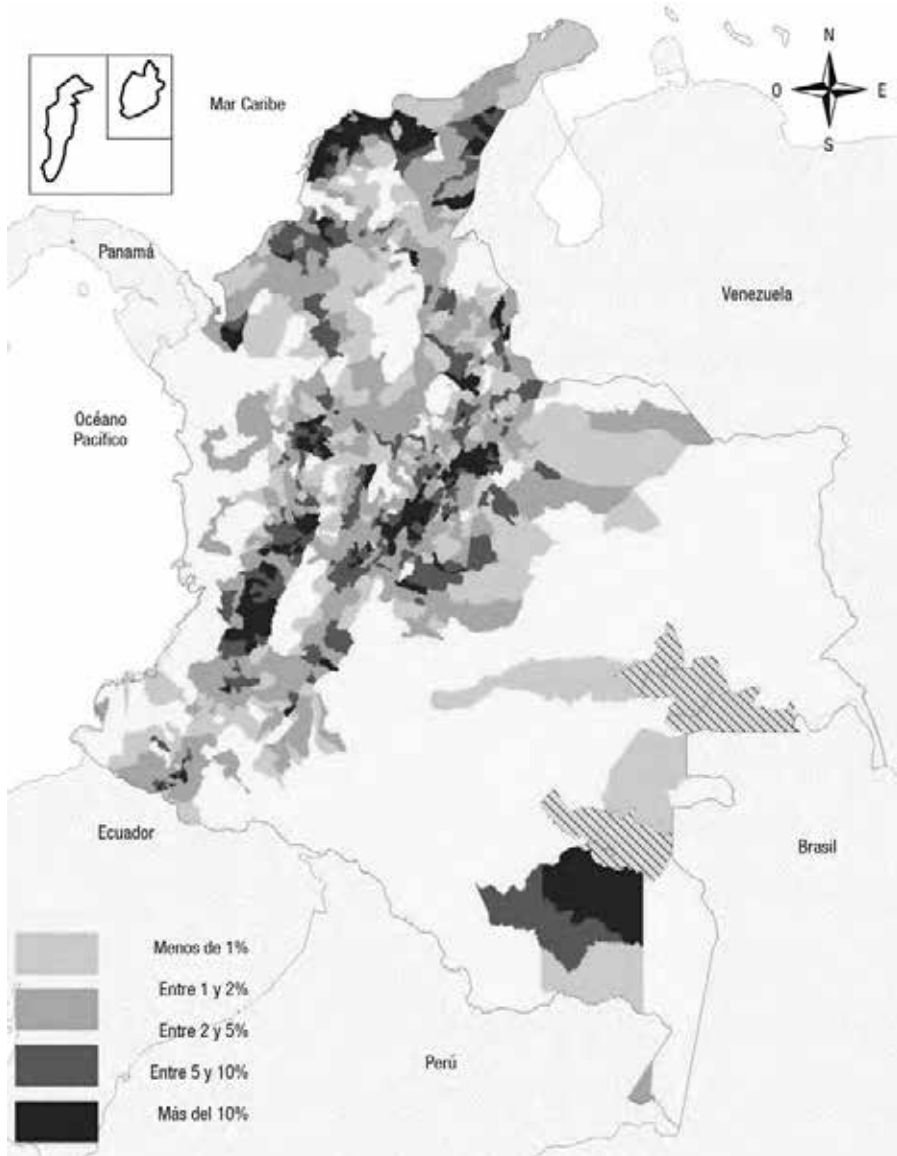 N
O
E
S
Mar Caribe
Panamá
Venezuela
Océano
Pacífico
Ecuador
Brasil
Perú
Menos de 1%
Entre 1 y 2%
Entre 2 y 5%
Entre 5 y 10%
Más del 10%